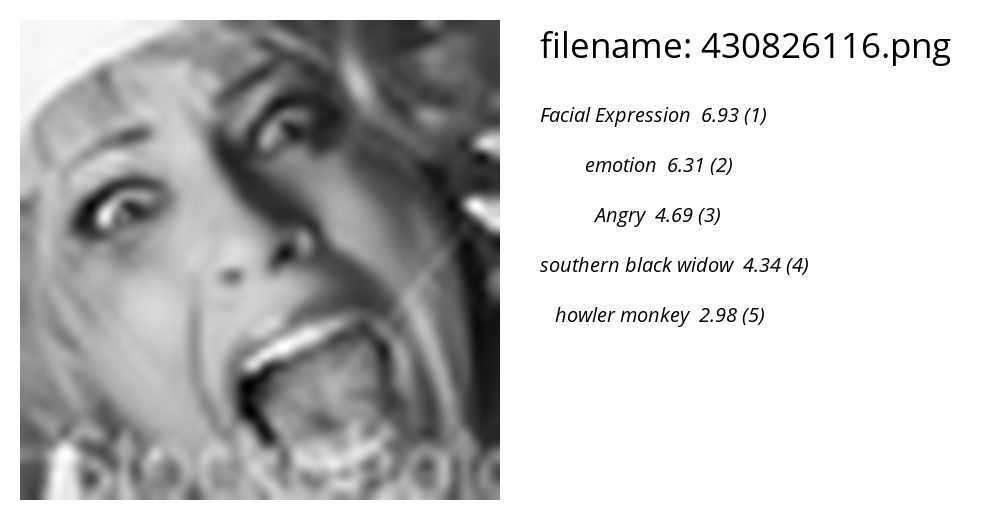 filename: 430826116.png
Facial Expression 6.93 (1)
emotion 6.31 (2)
Angry 4.69 (3)
southern black widow 4.34 (4)
howler monkey 2.98 (5)